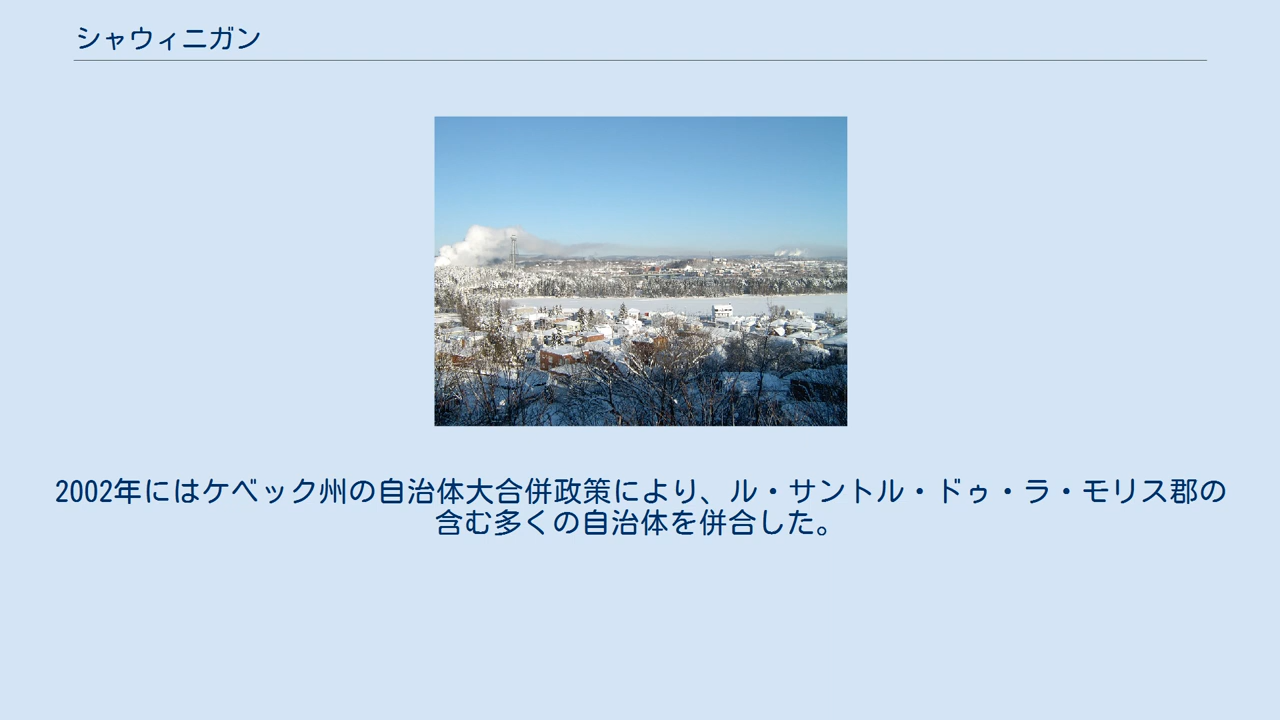 シャウィニガン
2002年にはケベック州の自治体大合併政策により、ル・サントル・ドゥ・ラ・モリス郡の
含む多くの自治体を併合した。